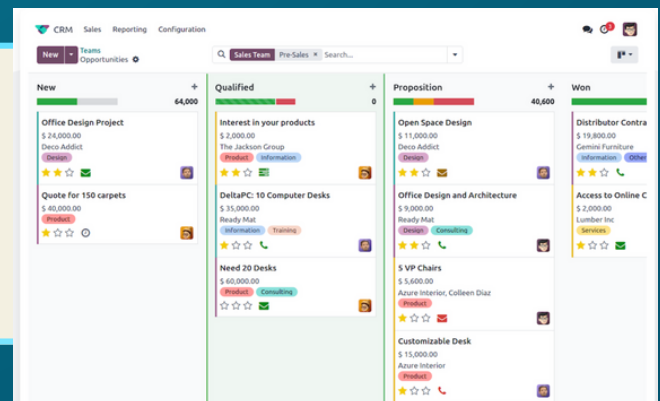 CRM Sales Reporting Configuration
New Teams
Opportunities
Sales Team Pre-Sales × Search...
New +
64,000
Office Design Project
$ 24,000.00
Deco Addict
Design
Quote for 150 carpets
$ 40,000.00
Product
Qualified +
0
Interest in your products
$ 2,000.00
The Jackson Group
Product Information
DeltaPC: 10 Computer Desks
$ 35,000.00
Ready Mat
Information Training
Need 20 Desks
$ 60,000.00
Product Consulting
Proposition +
40,600
Open Space Design
$ 11,000.00
Deco Addict
Design
Office Design and Architecture
$ 9,000.00
Ready Mat
Design Consulting
5 VP Chairs
$ 5,600.00
Azure Interior, Colleen Diaz
Product
Customizable Desk
$ 15,000.00
Azure Interior
Product
Won
Distributor Contra
$ 19,800.00
Gemini Furniture
Information Other
Access to Online C
$ 2,000.00
Lumber Inc
Services